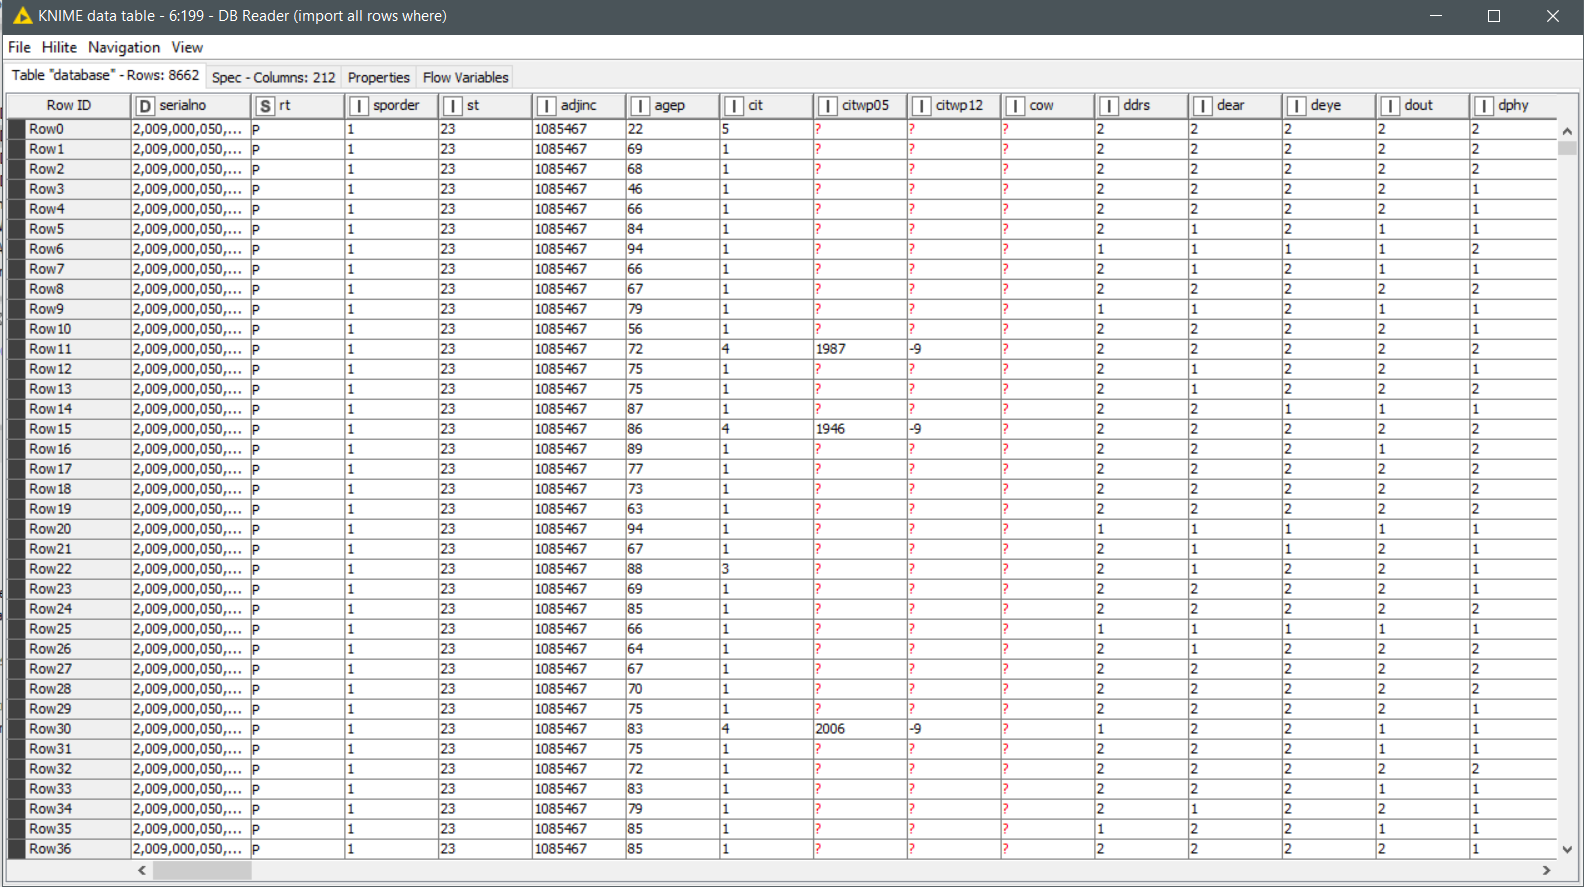 KNIME data table - 6:199 - DB Reader (import all rows where)
File Hilite Navigation View
Table "database" - Rows: 8662 Spec - Columns: 212 Properties Flow Variables
Row ID D serialno S rt I sporder I st I adjinc I agep I cit I citwp05 I citwp12 I cow I ddrs I dear I deye I dout I dphy
Row0 2,009,000,050,... P 1 23 1085467 22 5 ? ? ? 2 2 2 2 2
Row1 2,009,000,050,... P 1 23 1085467 69 1 ? ? ? 2 2 2 2 2
Row2 2,009,000,050,... P 1 23 1085467 68 1 ? ? ? 2 2 2 2 2
Row3 2,009,000,050,... P 1 23 1085467 46 1 ? ? ? 2 2 2 2 1
Row4 2,009,000,050,... P 1 23 1085467 66 1 ? ? ? 2 2 2 2 1
Row5 2,009,000,050,... P 1 23 1085467 84 1 ? ? ? 2 1 2 1 1
Row6 2,009,000,050,... P 1 23 1085467 94 1 ? ? ? 1 1 1 1 2
Row7 2,009,000,050,... P 1 23 1085467 66 1 ? ? ? 2 1 2 1 1
Row8 2,009,000,050,... P 1 23 1085467 67 1 ? ? ? 2 2 2 2 2
Row9 2,009,000,050,... P 1 23 1085467 79 1 ? ? ? 1 1 2 1 1
Row10 2,009,000,050,... P 1 23 1085467 56 1 ? ? ? 2 2 2 2 1
Row11 2,009,000,050,... P 1 23 1085467 72 4 1987 -9 ? 2 2 2 2 2
Row12 2,009,000,050,... P 1 23 1085467 75 1 ? ? ? 2 1 2 2 1
Row13 2,009,000,050,... P 1 23 1085467 75 1 ? ? ? 2 1 2 2 2
Row14 2,009,000,050,... P 1 23 1085467 87 1 ? ? ? 2 2 1 1 1
Row15 2,009,000,050,... P 1 23 1085467 86 4 1946 -9 ? 2 2 2 2 2
Row16 2,009,000,050,... P 1 23 1085467 89 1 ? ? ? 2 2 2 1 2
Row17 2,009,000,050,... P 1 23 1085467 77 1 ? ? ? 2 2 2 2 2
Row18 2,009,000,050,... P 1 23 1085467 73 1 ? ? ? 2 2 2 2 2
Row19 2,009,000,050,... P 1 23 1085467 63 1 ? ? ? 2 2 2 2 2
Row20 2,009,000,050,... P 1 23 1085467 94 1 ? ? ? 1 1 1 1 1
Row21 2,009,000,050,... P 1 23 1085467 67 1 ? ? ? 2 1 1 2 1
Row22 2,009,000,050,... P 1 23 1085467 88 3 ? ? ? 2 1 2 1 1
Row23 2,009,000,050,... P 1 23 1085467 69 1 ? ? ? 2 2 2 2 1
Row24 2,009,000,050,... P 1 23 1085467 85 1 ? ? ? 2 2 2 2 2
Row25 2,009,000,050,... P 1 23 1085467 66 1 ? ? ? 1 1 1 1 1
Row26 2,009,000,050,... P 1 23 1085467 64 1 ? ? ? 2 1 2 2 2
Row27 2,009,000,050,... P 1 23 1085467 67 1 ? ? ? 2 2 2 2 2
Row28 2,009,000,050,... P 1 23 1085467 70 1 ? ? ? 2 2 2 2 2
Row29 2,009,000,050,... P 1 23 1085467 75 1 ? ? ? 2 2 2 2 1
Row30 2,009,000,050,... P 1 23 1085467 83 4 2006 -9 ? 1 2 2 1 1
Row31 2,009,000,050,... P 1 23 1085467 75 1 ? ? ? 2 2 2 1 1
Row32 2,009,000,050,... P 1 23 1085467 72 1 ? ? ? 2 2 2 2 2
Row33 2,009,000,050,... P 1 23 1085467 83 1 ? ? ? 2 2 2 1 1
Row34 2,009,000,050,... P 1 23 1085467 79 1 ? ? ? 2 1 2 2 1
Row35 2,009,000,050,... P 1 23 1085467 85 1 ? ? ? 1 2 2 1 1
Row36 2,009,000,050,... P 1 23 1085467 85 1 ? ? ? 2 2 2 2 1